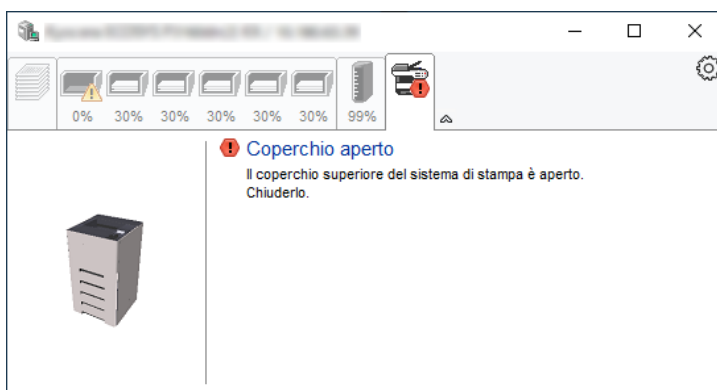 0% 30% 30% 30% 30% 30% 99%
Coperchio aperto
Il coperchio superiore del sistema di stampa è aperto.
Chiuderlo.